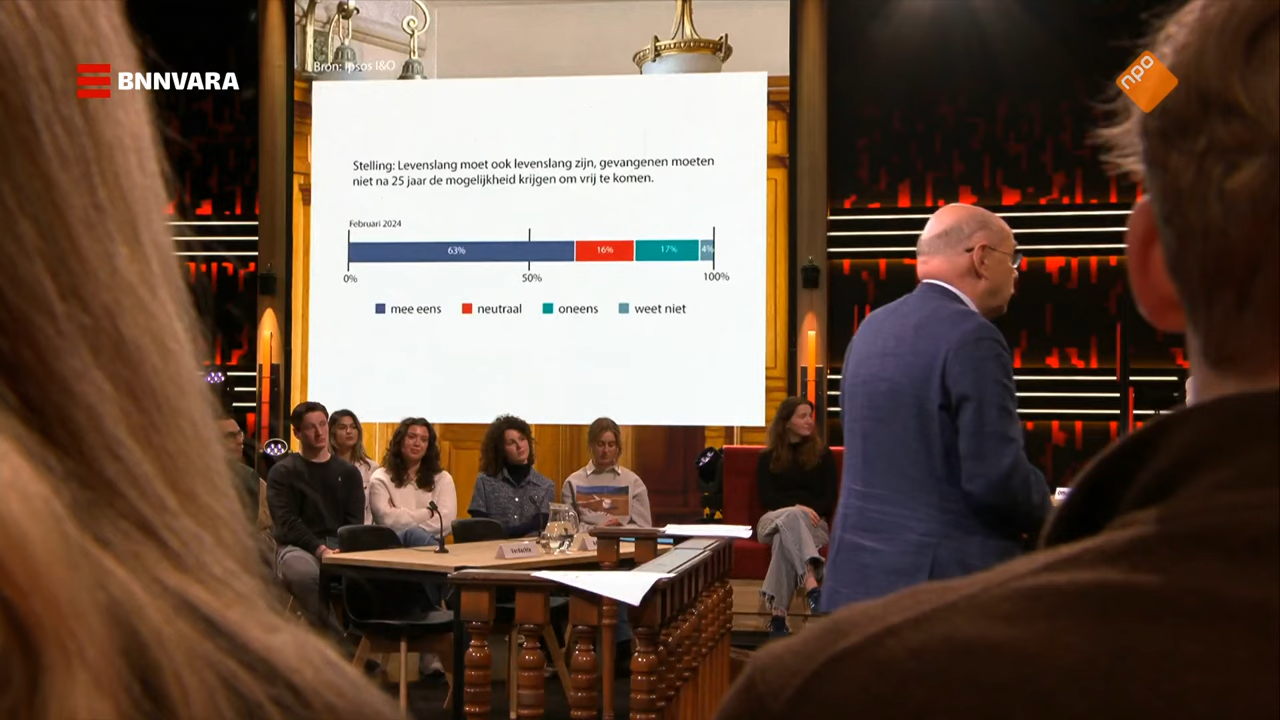 Bron: Ipsos I&O
BNNVARA
npo
Stelling: Levenslang moet ook levenslang zijn, gevangenen moeten
niet na 25 jaar de mogelijkheid krijgen om vrij te komen.
Februari 2024
63% 16% 17% 4%
0% 50% 100%
mee eens neutraal oneens weet niet
Verdachte